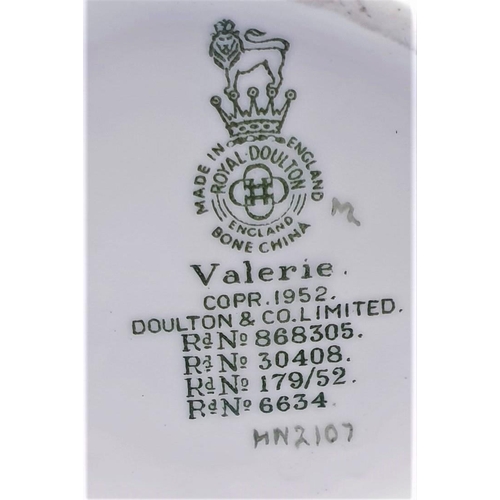 MADE IN ENGLAND
ROYAL·DOULTON
ENGLAND
BONE CHINA
Valerie.
COPR.1952.
DOULTON & CO.LIMITED.
Rd No 868305.
Rd No 30408.
Rd No 179/52.
Rd No 6634.
HN2107